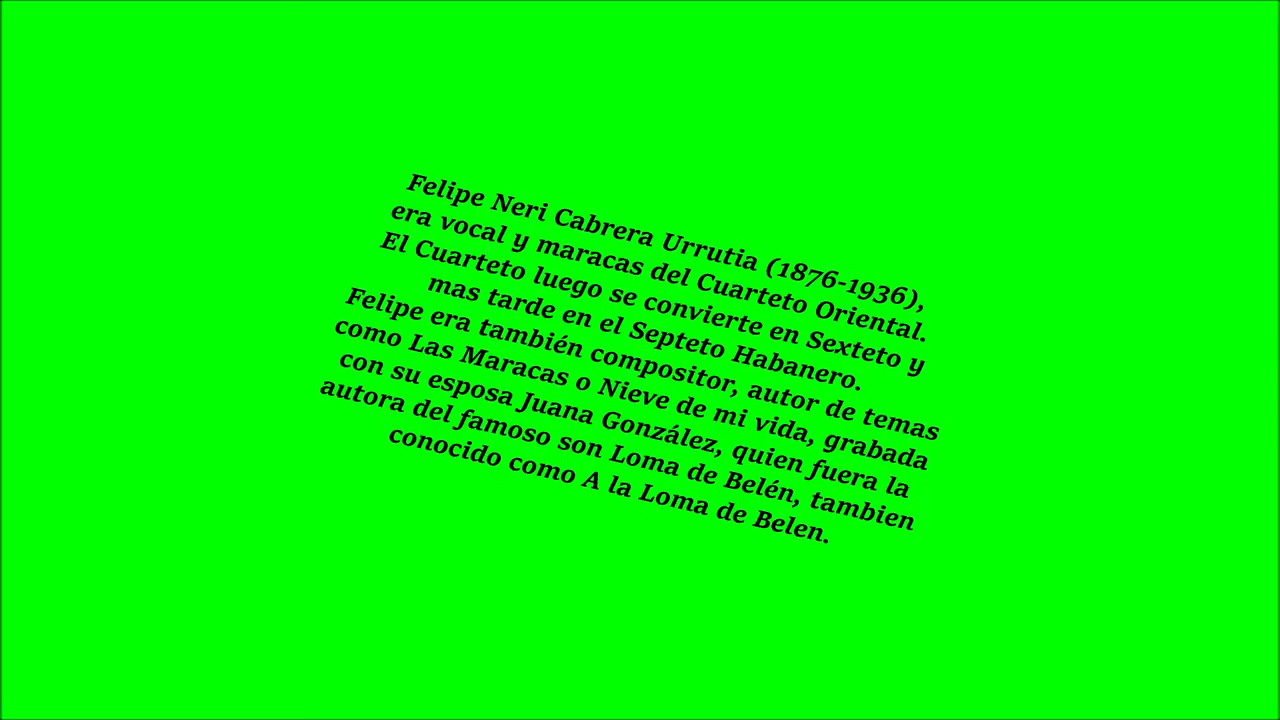 Felipe Neri Cabrera Urrutia (1876-1936),
era vocal y maracas del Cuarteto Oriental.
El Cuarteto luego se convierte en Sexteto y
mas tarde en el Septeto Habanero.
Felipe era también compositor, autor de temas
como Las Maracas o Nieve de mi vida, grabada
con su esposa Juana González, quien fuera la
autora del famoso son Loma de Belén, tambien
conocido como A la Loma de Belen.